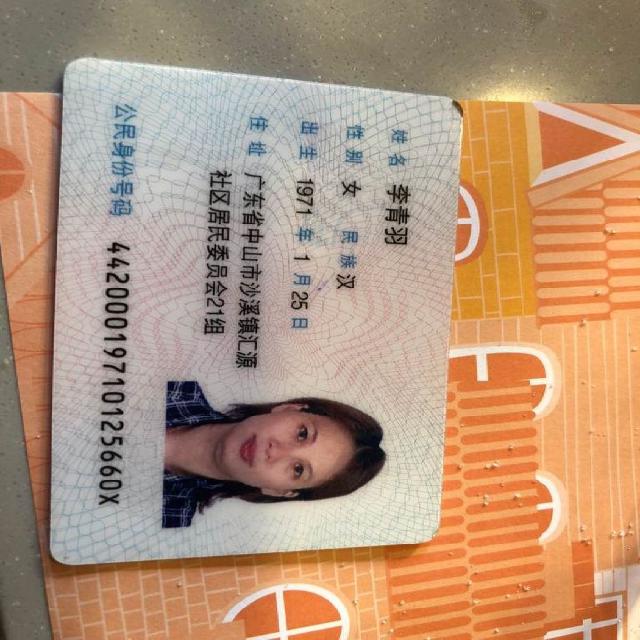 姓名 李青羽
性别 女 民族 汉
出生 1971 年 1 月 25 日
住址 广东省中山市沙溪镇汇源
社区居民委员会21组
公民身份号码 44200019710125660X